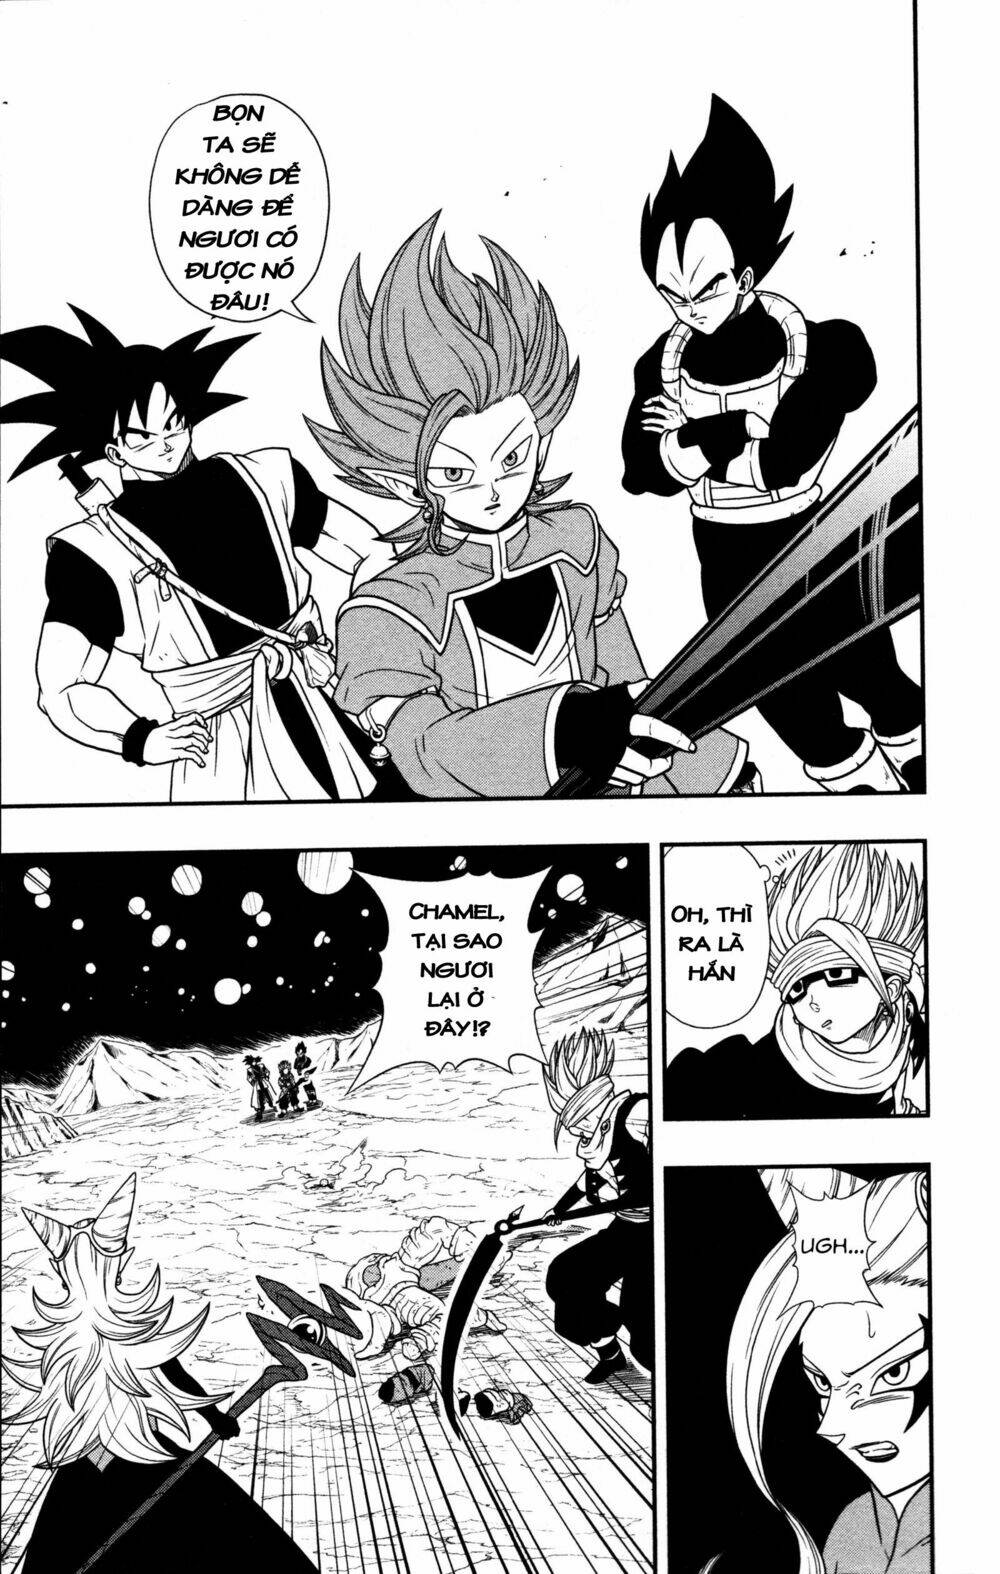 BỌN
TA SẼ
KHÔNG DỄ
DÀNG ĐỂ
NGƯƠI CÓ
ĐƯỢC NÓ
ĐÂU!
OH, THÌ
RA LÀ
HẮN
CHAMEL,
TẠI SAO
NGƯƠI
LẠI Ở
ĐÂY!?
UGH...